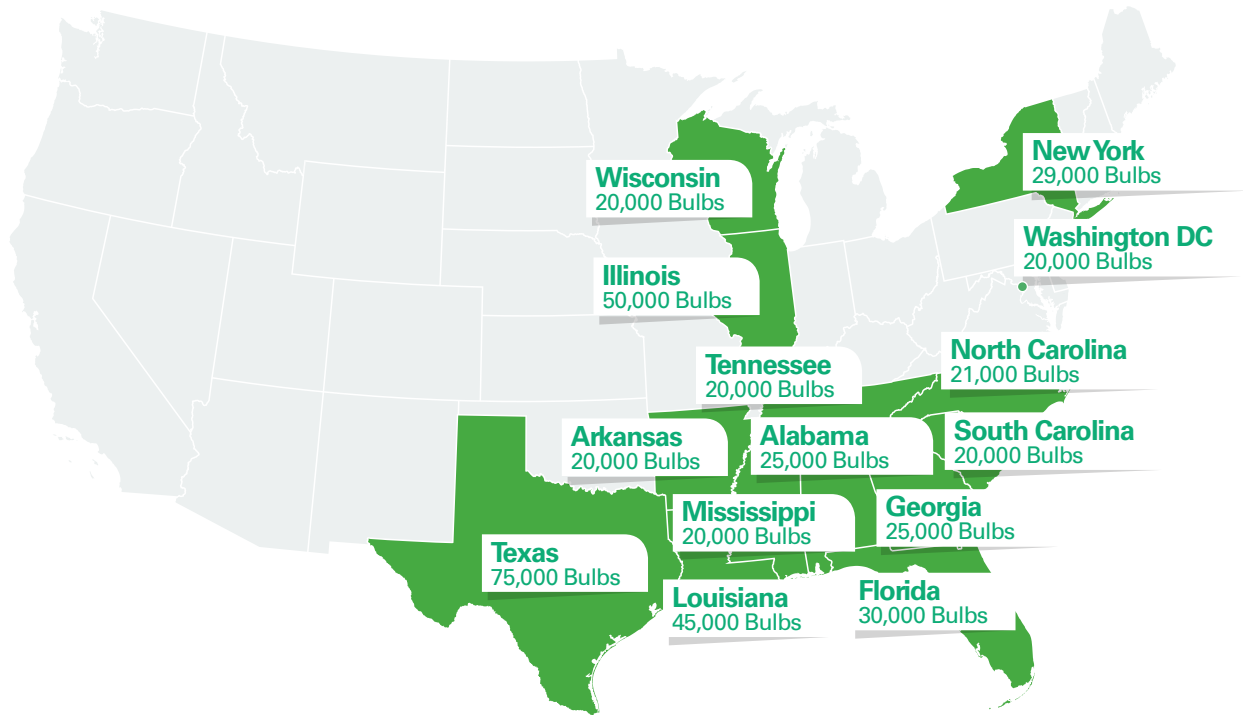 New York
29,000 Bulbs
Wisconsin
20,000 Bulbs
Washington DC
20,000 Bulbs
Illinois
50,000 Bulbs
North Carolina
21,000 Bulbs
Tennessee
20,000 Bulbs
Arkansas
20,000 Bulbs
Alabama
25,000 Bulbs
South Carolina
20,000 Bulbs
Mississippi
20,000 Bulbs
Georgia
25,000 Bulbs
Texas
75,000 Bulbs
Louisiana
45,000 Bulbs
Florida
30,000 Bulbs